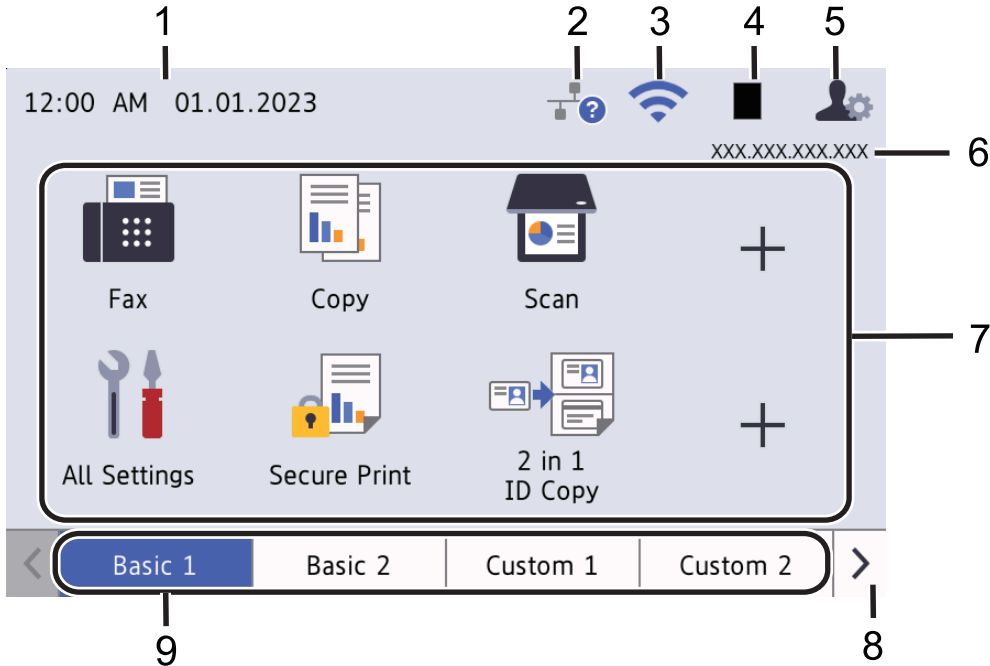 1 2 3 4 5
12:00 AM 01.01.2023 ?
XXX.XXX.XXX.XXX 6
Fax Copy Scan +
7
All Settings Secure Print 2 in 1
ID Copy +
Basic 1 Basic 2 Custom 1 Custom 2
9 8